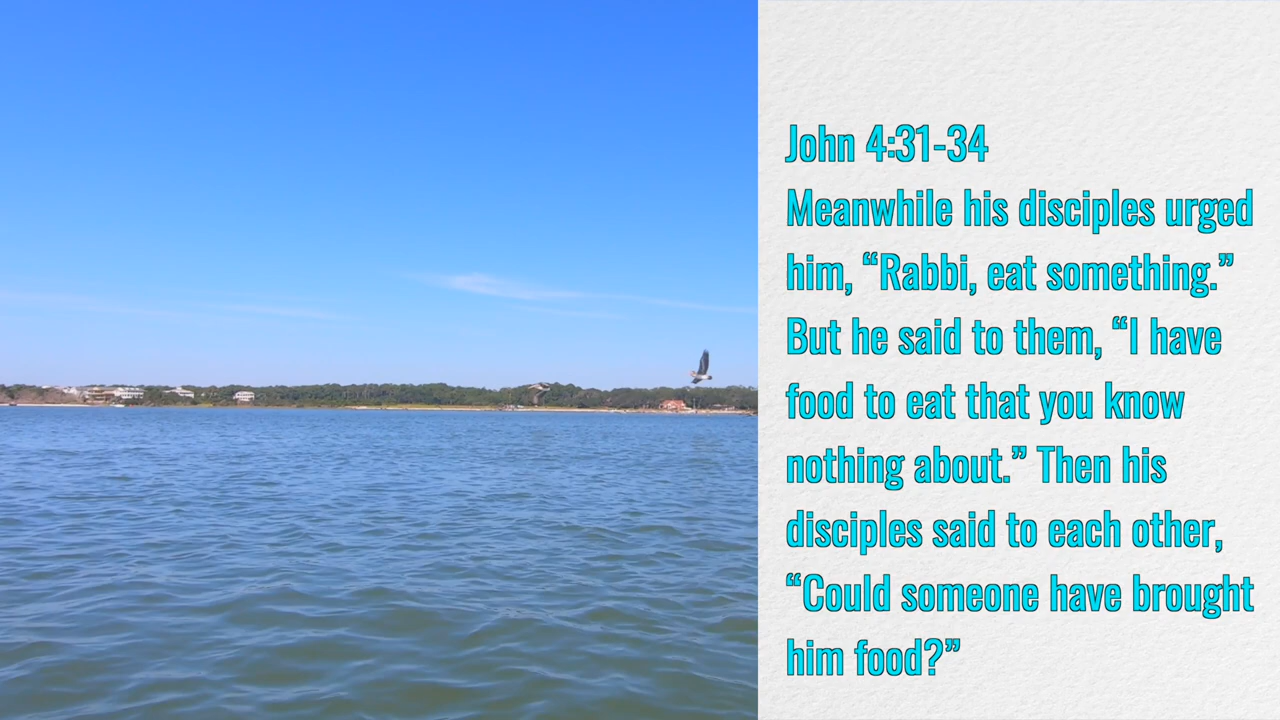 John 4:31-34
Meanwhile his disciples urged
him, “Rabbi, eat something.”
But he said to them, “I have
food to eat that you know
nothing about.” Then his
disciples said to each other,
“Could someone have brought
him food?”